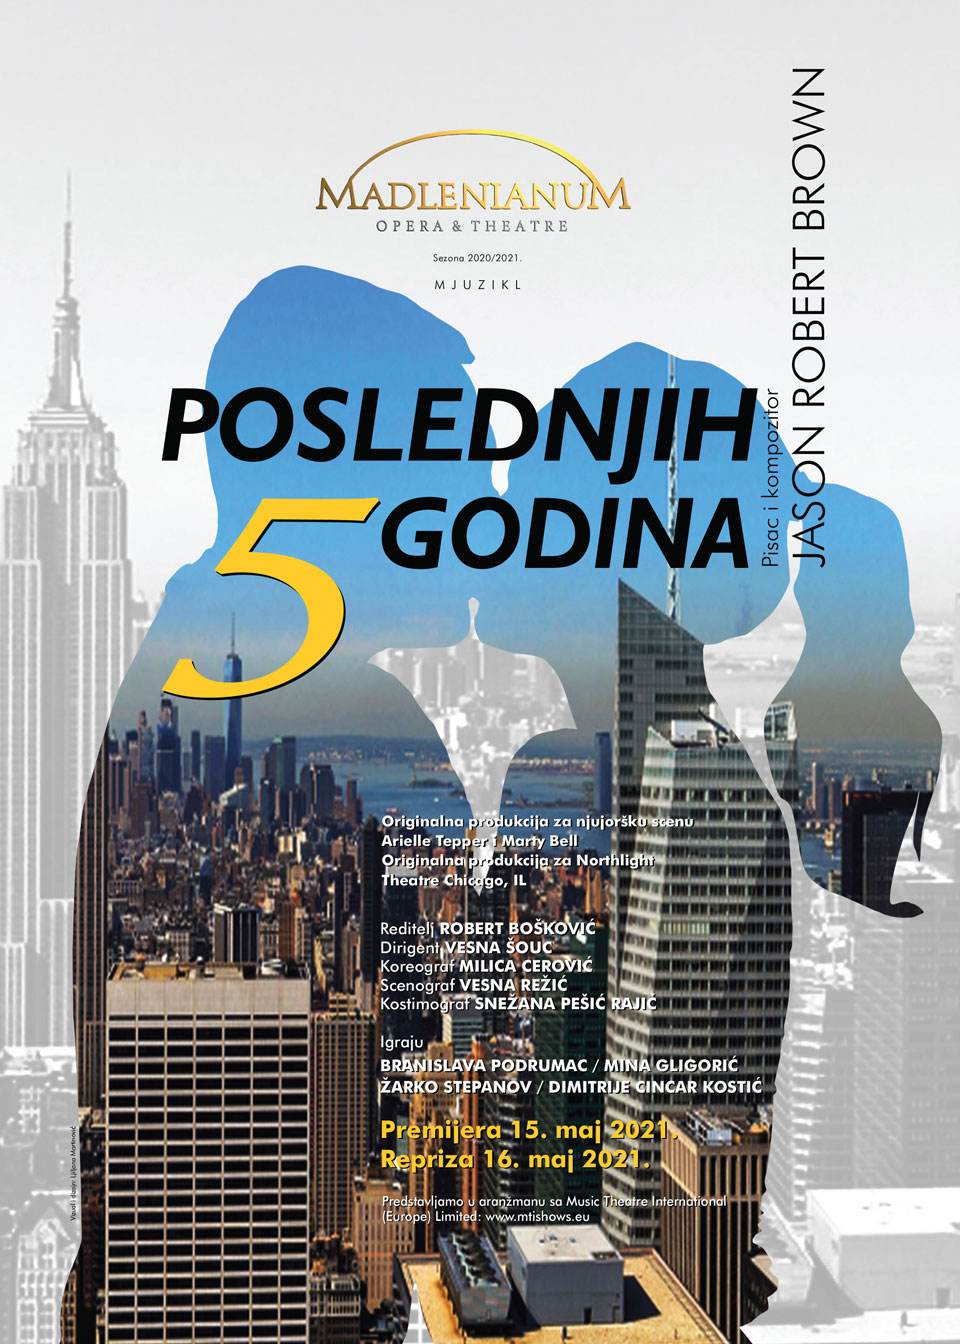 MADLENIANUM
OPERA & THEATRE
Sezona 2020/2021.
MJUZIKL
POSLEDNJIH
5 GODINA
Pisac i kompozitor
JASON ROBERT BROWN
Originalna produkcija za njujoršku scenu
Arielle Tepper i Marty Bell
Originalna produkcija za Northlight
Theatre Chicago, IL
Reditelj ROBERT BOŠKOVIĆ
Dirigent VESNA ŠOUC
Koreograf MILICA CEROVIĆ
Scenograf VESNA REŽIĆ
Kostimograf SNEŽANA PEŠIĆ RAJIĆ
Igraju
BRANISLAVA PODRUMAC / MINA GLIGORIĆ
ŽARKO STEPANOV / DIMITRIJE CINCAR KOSTIĆ
Premijera 15. maj 2021.
Repriza 16. maj 2021.
Predstavljamo u aranžmanu sa Music Theatre International
(Europe) Limited: www.mtishows.eu
Vizual i dizajn: Ljiljana Martinović